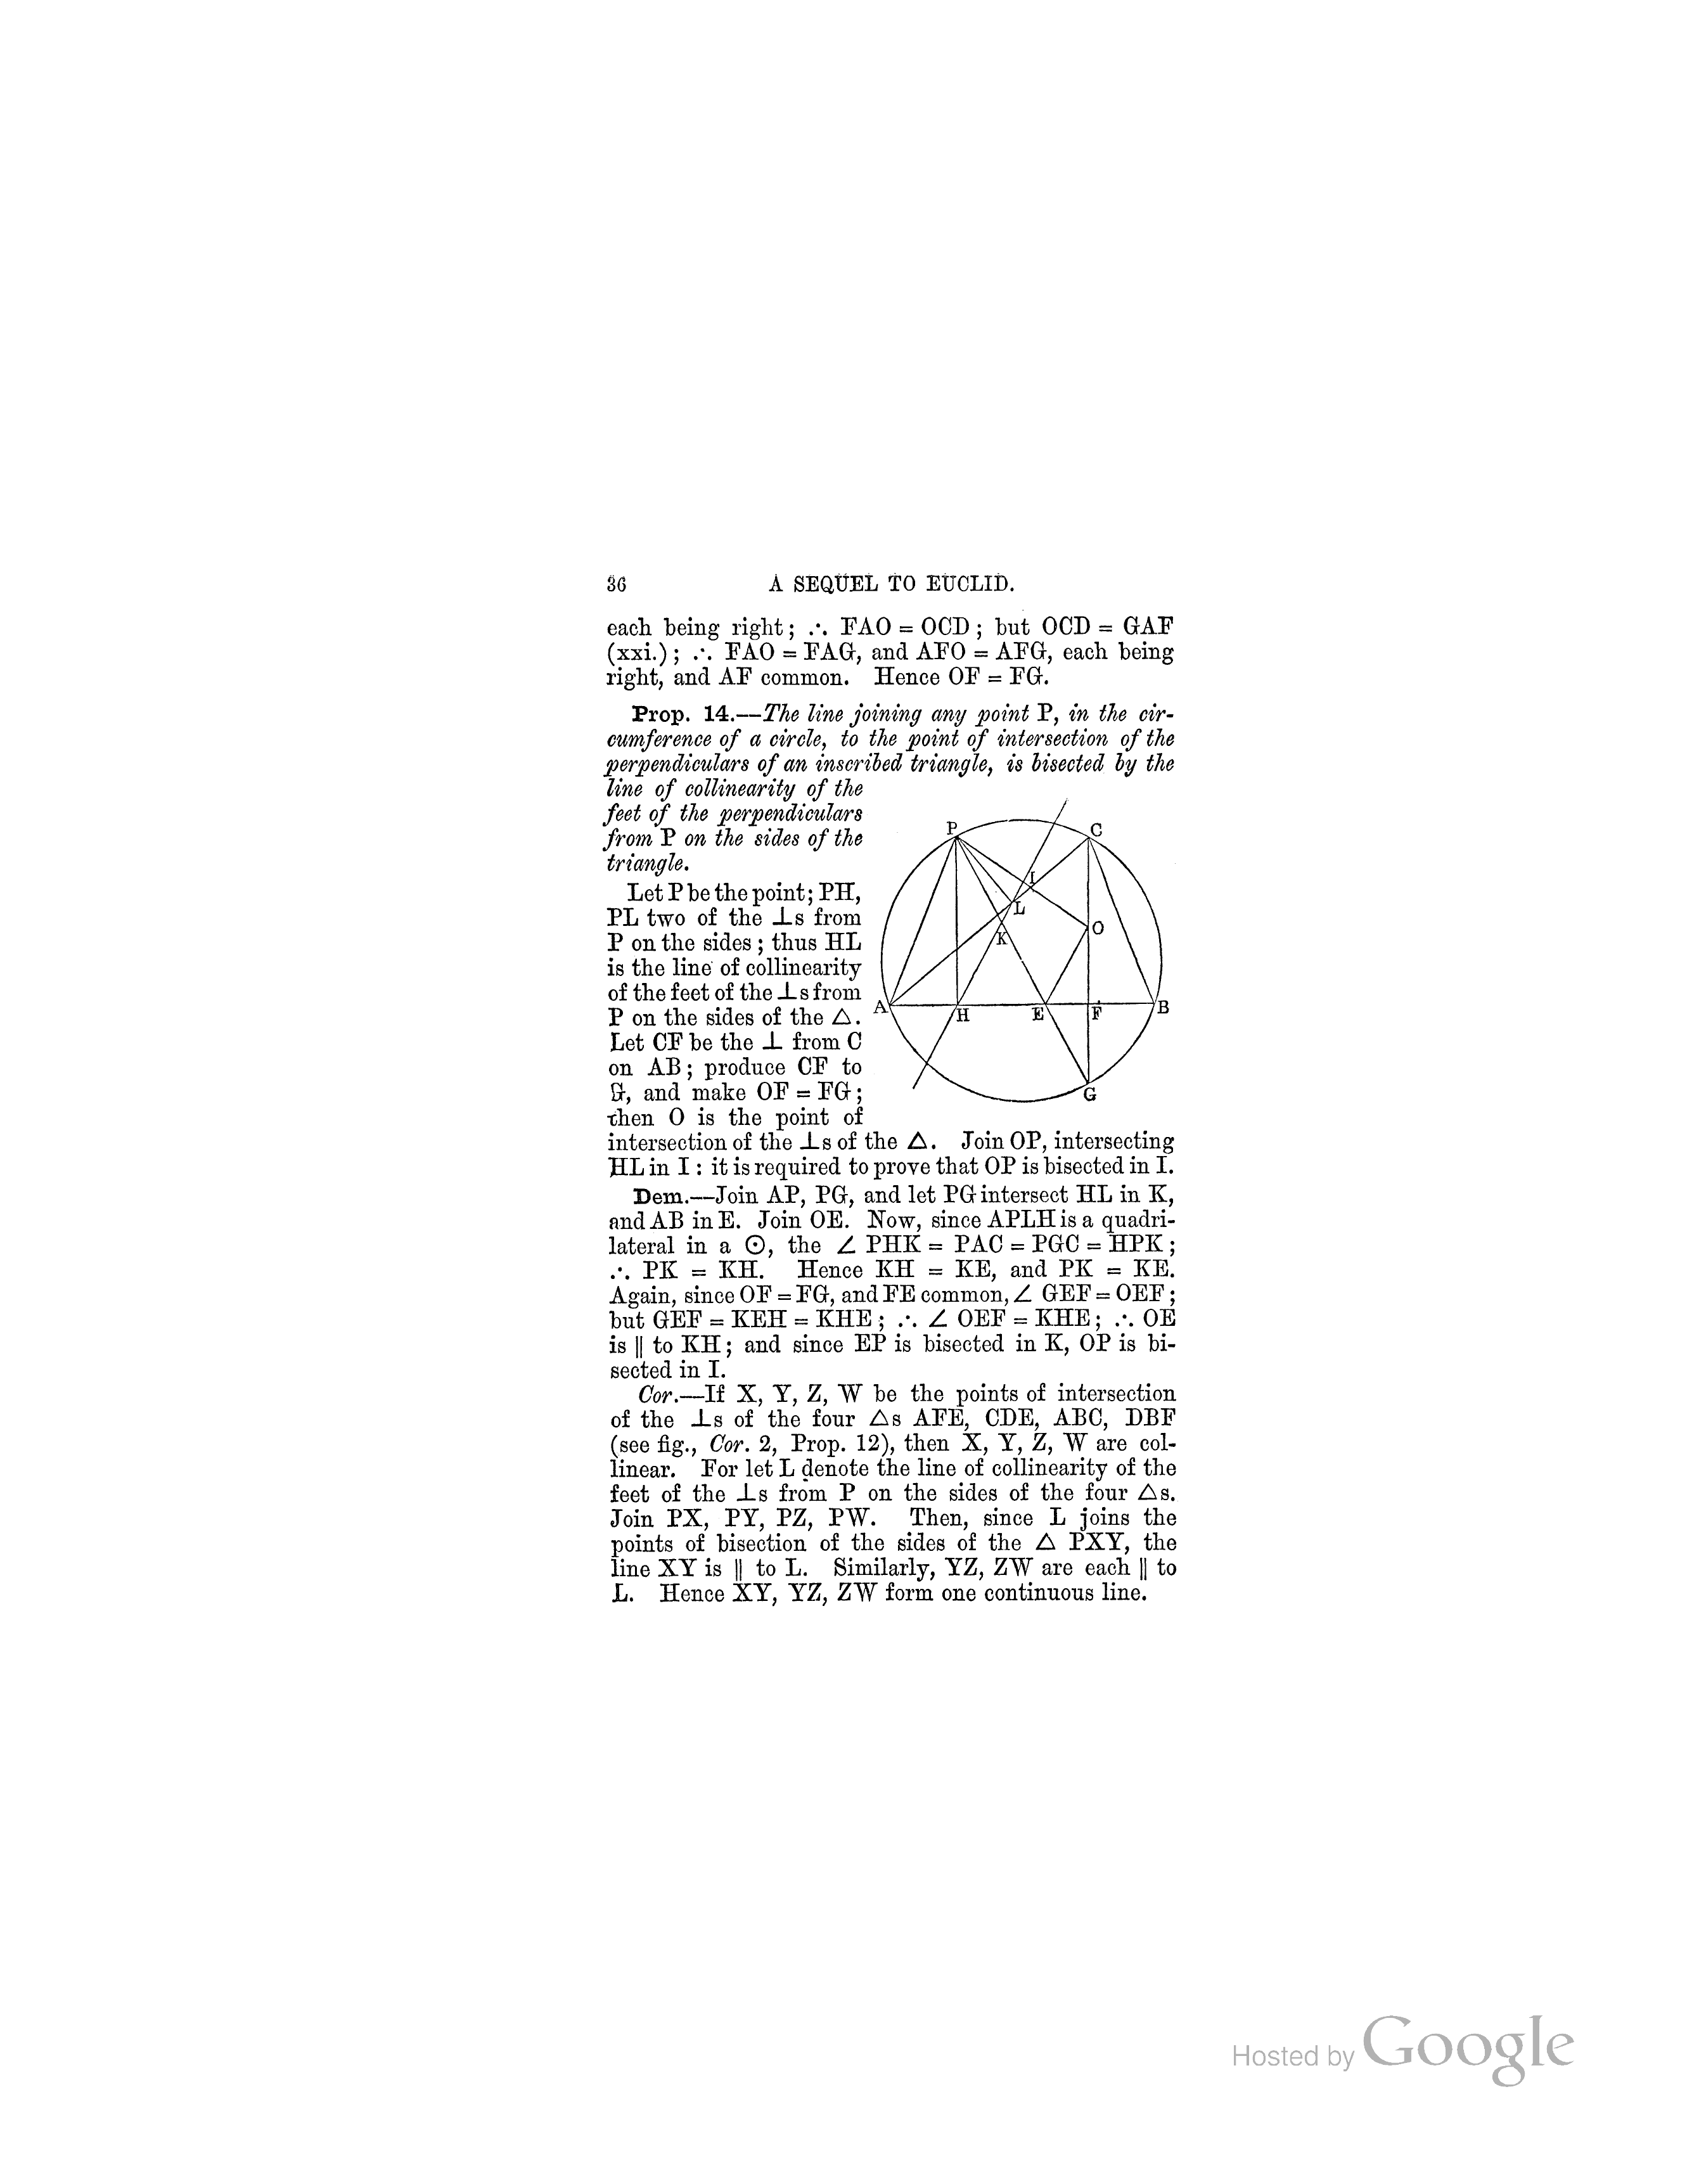 36 A SEQUEL TO EUCLID.
each being right; ∴ FAO = OCD; but OCD = GAF
(xxi.); ∴ FAO = FAG, and AFO = AFG, each being
right, and AF common. Hence OF = FG.
Prop. 14.—The line joining any point P, in the cir-
cumference of a circle, to the point of intersection of the
perpendiculars of an inscribed triangle, is bisected by the
line of collinearity of the
feet of the perpendiculars
from P on the sides of the
triangle.
Let P be the point; PH,
PL two of the ⊥s from
P on the sides; thus HL
is the line of collinearity
of the feet of the ⊥s from
P on the sides of the △.
Let CF be the ⊥ from C
on AB; produce CF to
G, and make OF = FG;
then O is the point of
P
C
I
L
O
K
A
H
E
F
B
G
intersection of the ⊥s of the △. Join OP, intersecting
HL in I: it is required to prove that OP is bisected in I.
Dem.—Join AP, PG, and let PG intersect HL in K,
and AB in E. Join OE. Now, since APLH is a quadri-
lateral in a ⊙, the ∠ PHK = PAC = PGC = HPK;
∴ PK = KH. Hence KH = KE, and PK = KE.
Again, since OF = FG, and FE common, ∠ GEF = OEF;
but GEF = KEH = KHE; ∴ ∠ OEF = KHE; ∴ OE
is || to KH; and since EP is bisected in K, OP is bi-
sected in I.
Cor.—If X, Y, Z, W be the points of intersection
of the ⊥s of the four △s AFE, CDE, ABC, DBF
(see fig., Cor. 2, Prop. 12), then X, Y, Z, W are col-
linear. For let L denote the line of collinearity of the
feet of the ⊥s from P on the sides of the four △s.
Join PX, PY, PZ, PW. Then, since L joins the
points of bisection of the sides of the △ PXY, the
line XY is || to L. Similarly, YZ, ZW are each || to
L. Hence XY, YZ, ZW form one continuous line.
Hosted by Google